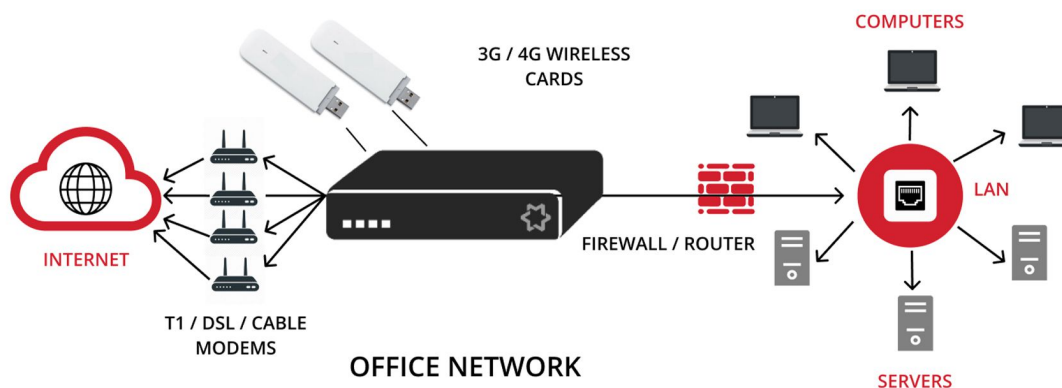 COMPUTERS
3G / 4G WIRELESS
CARDS
LAN
FIREWALL / ROUTER
INTERNET
T1 / DSL / CABLE
MODEMS
OFFICE NETWORK
SERVERS